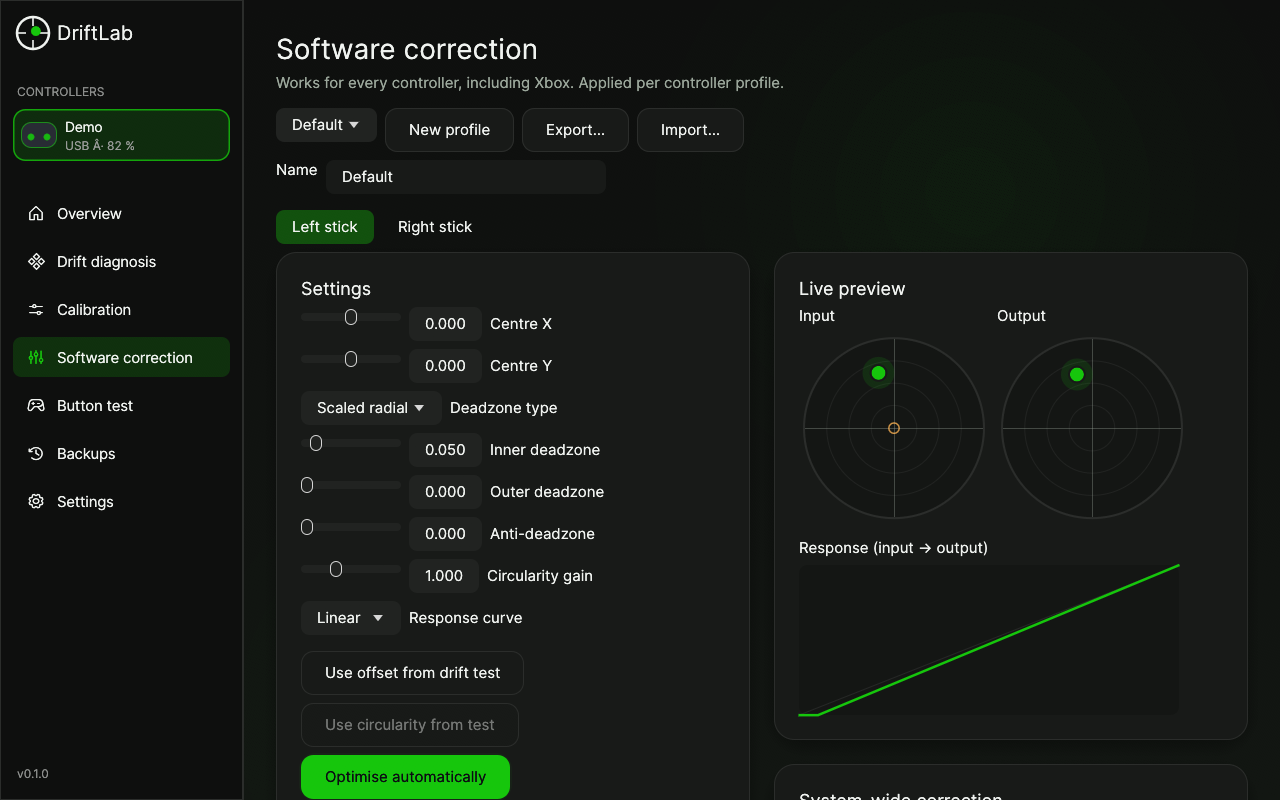 DriftLab
CONTROLLERS
Demo
USB Â· 82 %
Overview
Drift diagnosis
Calibration
Software correction
Button test
Backups
Settings
v0.1.0
Software correction
Works for every controller, including Xbox. Applied per controller profile.
Default
New profile
Export...
Import...
Name
Default
Left stick
Right stick
Settings
0.000 Centre X
0.000 Centre Y
Scaled radial Deadzone type
0.050 Inner deadzone
0.000 Outer deadzone
0.000 Anti-deadzone
1.000 Circularity gain
Linear Response curve
Use offset from drift test
Use circularity from test
Optimise automatically
Live preview
Input
Output
Response (input → output)
System-wide correction